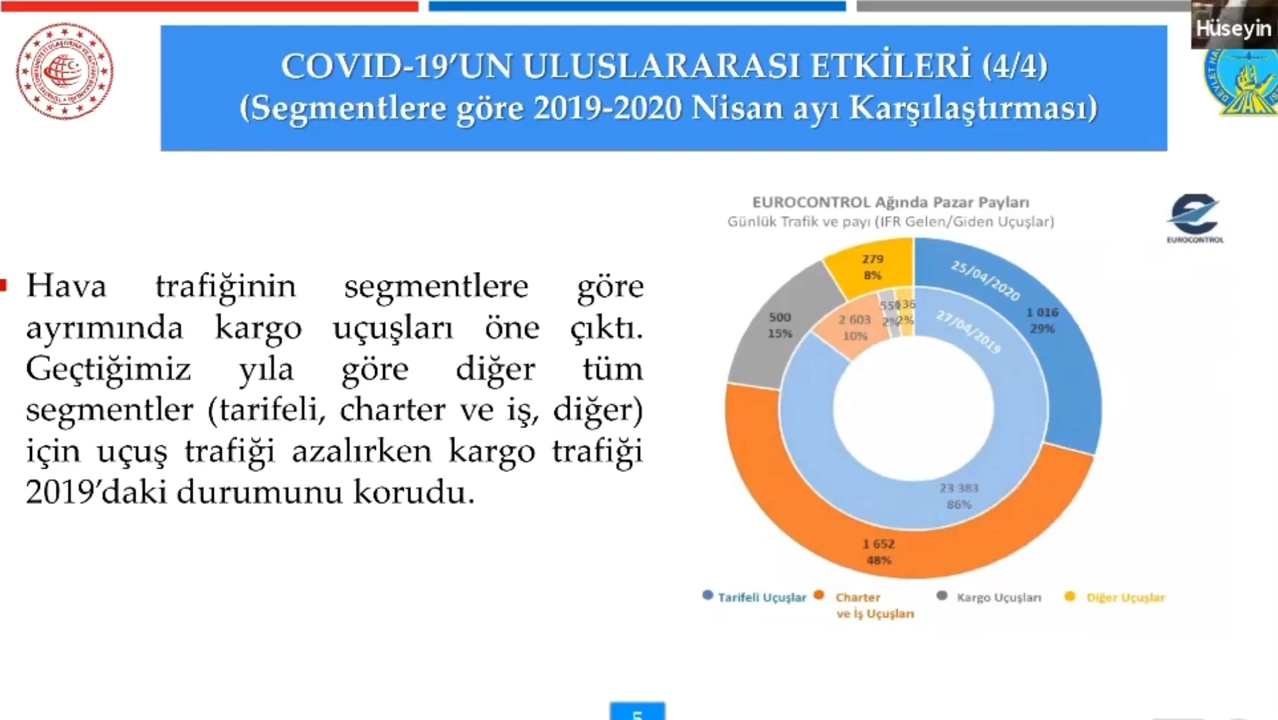 Hüseyin
COVID-19’UN ULUSLARARASI ETKİLERİ (4/4)
(Segmentlere göre 2019-2020 Nisan ayı Karşılaştırması)
Hava trafiğinin segmentlere göre
ayrımında kargo uçuşları öne çıktı.
Geçtiğimiz yıla göre diğer tüm
segmentler (tarifeli, charter ve iş, diğer)
için uçuş trafiği azalırken kargo trafiği
2019’daki durumunu korudu.
EUROCONTROL Ağında Pazar Payları
Günlük Trafik ve payı (IFR Gelen/Giden Uçuşlar)
EUROCONTROL
279
8%
25/04/2020
1 016
29%
500
15%
2 603
10%
2%
2%
27/04/2019
23 383
86%
1 652
48%
Tarifeli Uçuşlar
Charter
ve İş Uçuşları
Kargo Uçuşları
Diğer Uçuşlar
5